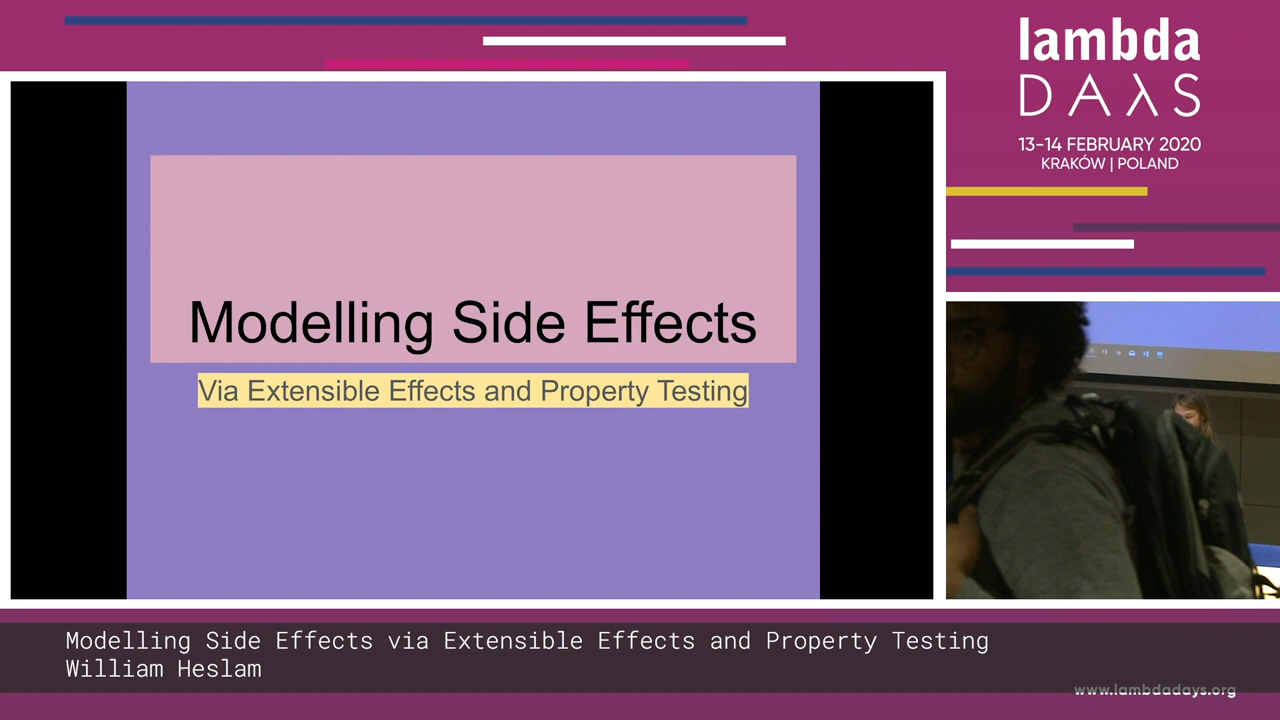 lambda
DAλS
13-14 FEBRUARY 2020
KRAKÓW | POLAND
Modelling Side Effects
Via Extensible Effects and Property Testing
Modelling Side Effects via Extensible Effects and Property Testing
William Heslam
www.lambdadays.org